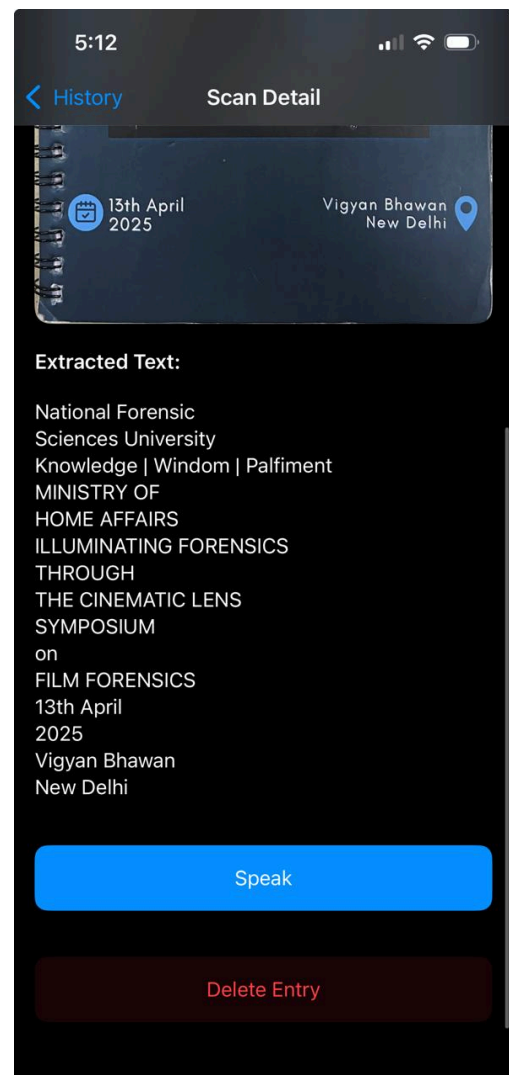 5:12
History
Scan Detail
13th April
2025
Vigyan Bhawan
New Delhi
Extracted Text:
National Forensic
Sciences University
Knowledge | Windom | Palfiment
MINISTRY OF
HOME AFFAIRS
ILLUMINATING FORENSICS
THROUGH
THE CINEMATIC LENS
SYMPOSIUM
on
FILM FORENSICS
13th April
2025
Vigyan Bhawan
New Delhi
Speak
Delete Entry